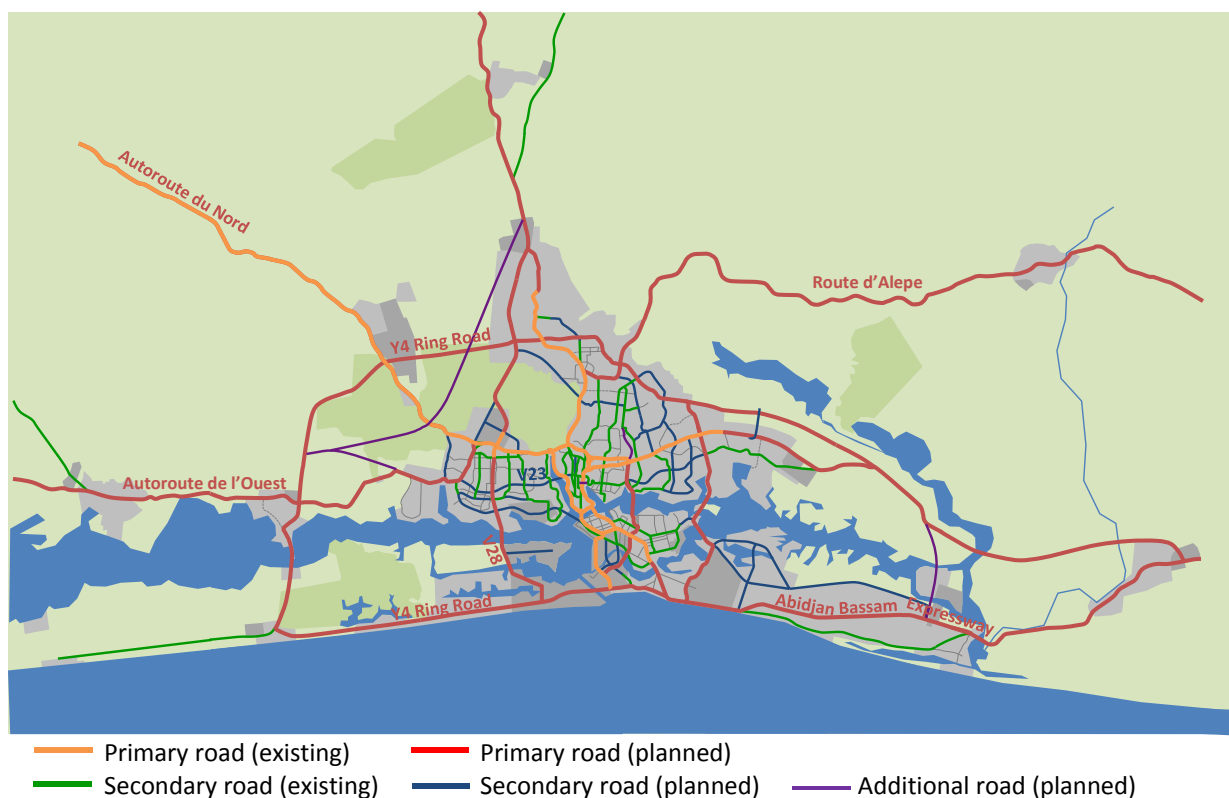 Autoroute du Nord
Route d'Alepe
Y4 Ring Road
V23
Autoroute de l'Ouest
V28
Y4 Ring Road
Abidjan Bassam Expressway
Primary road (existing)
Primary road (planned)
Secondary road (existing)
Secondary road (planned)
Additional road (planned)